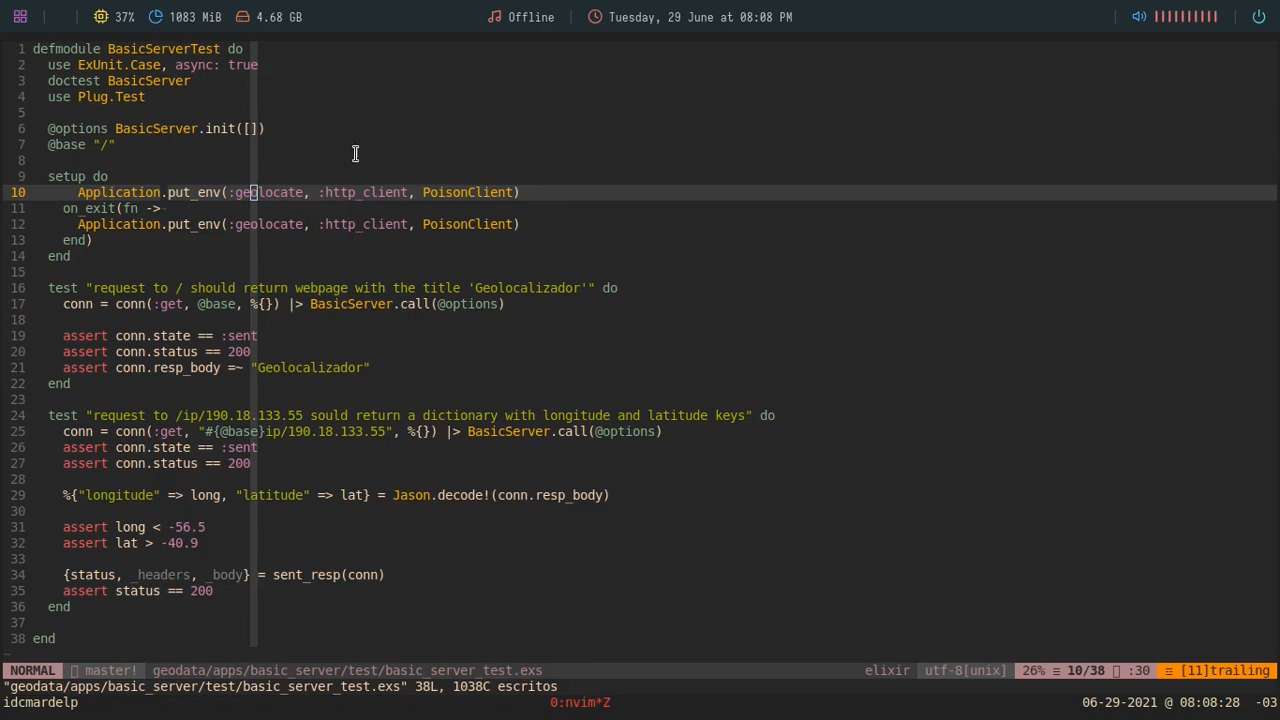 37% 1083 MiB 4.68 GB Offline Tuesday, 29 June at 08:08 PM
1 defmodule BasicServerTest do
2 use ExUnit.Case, async: true
3 doctest BasicServer
4 use Plug.Test
5
6 @options BasicServer.init([])
7 @base "/"
8
9 setup do
10 Application.put_env(:geolocate, :http_client, PoisonClient)
11 on_exit(fn ->
12 Application.put_env(:geolocate, :http_client, PoisonClient)
13 end)
14 end
15
16 test "request to / should return webpage with the title 'Geolocalizador'" do
17 conn = conn(:get, @base, %{}) |> BasicServer.call(@options)
18
19 assert conn.state == :sent
20 assert conn.status == 200
21 assert conn.resp_body =~ "Geolocalizador"
22 end
23
24 test "request to /ip/190.18.133.55 sould return a dictionary with longitude and latitude keys" do
25 conn = conn(:get, "#{@base}ip/190.18.133.55", %{}) |> BasicServer.call(@options)
26 assert conn.state == :sent
27 assert conn.status == 200
28
29 %{"longitude" => long, "latitude" => lat} = Jason.decode!(conn.resp_body)
30
31 assert long < -56.5
32 assert lat > -40.9
33
34 {status, _headers, _body} = sent_resp(conn)
35 assert status == 200
36 end
37
38 end
~
NORMAL master! geodata/apps/basic_server/test/basic_server_test.exs elixir utf-8[unix] 26% ≡ 10/38 :30 ≡ [11]trailing
"geodata/apps/basic_server/test/basic_server_test.exs" 38L, 1038C escritos
idcmardelp 0:nvim*Z 06-29-2021 @ 08:08:28 -03